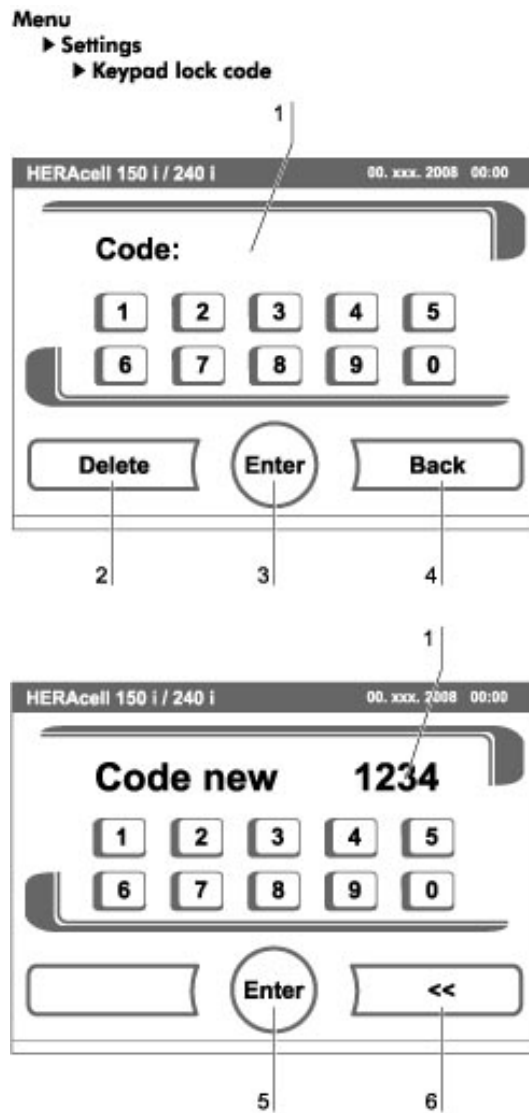 Menu
▶ Settings
▶ Keypad lock code
1
HERAcell 150 i / 240 i 00. xxx. 2008 00:00
Code:
1 2 3 4 5
6 7 8 9 0
Delete Enter Back
2 3 4
1
HERAcell 150 i / 240 i 00. xxx. 2008 00:00
Code new 1234
1 2 3 4 5
6 7 8 9 0
Enter <<
5 6